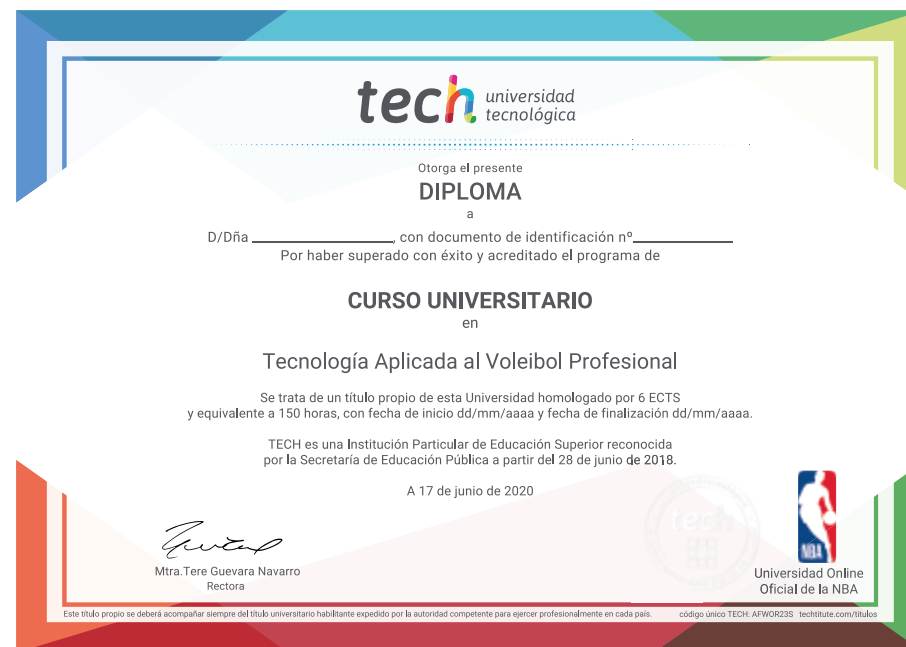 tech universidad
tecnológica
Otorga el presente
DIPLOMA
a
D/Dña ____________________, con documento de identificación nº______________
Por haber superado con éxito y acreditado el programa de
CURSO UNIVERSITARIO
en
Tecnología Aplicada al Voleibol Profesional
Se trata de un título propio de esta Universidad homologado por 6 ECTS
y equivalente a 150 horas, con fecha de inicio dd/mm/aaaa y fecha de finalización dd/mm/aaaa.
TECH es una Institución Particular de Educación Superior reconocida
por la Secretaría de Educación Pública a partir del 28 de junio de 2018.
A 17 de junio de 2020
tech
NBA
Mtra.Tere Guevara Navarro
Rectora
Universidad Online
Oficial de la NBA
Este título propio se deberá acompañar siempre del título universitario habilitante expedido por la autoridad competente para ejercer profesionalmente en cada país. código único TECH: AFWOR23S techtitute.com/titulos